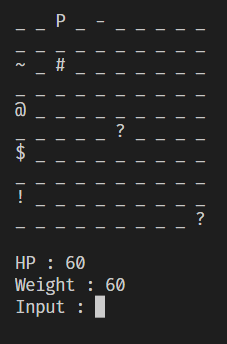 _ _ P _ - _ _ _ _ _
_ _ _ _ _ _ _ _ _ _
~ _ # _ _ _ _ _ _ _
_ _ _ _ _ _ _ _ _ _
@ _ _ _ _ _ _ _ _ _
_ _ _ _ _ ? _ _ _ _
$ _ _ _ _ _ _ _ _ _
_ _ _ _ _ _ _ _ _ _
! _ _ _ _ _ _ _ _ _
_ _ _ _ _ _ _ _ _ ?
HP : 60
Weight : 60
Input :